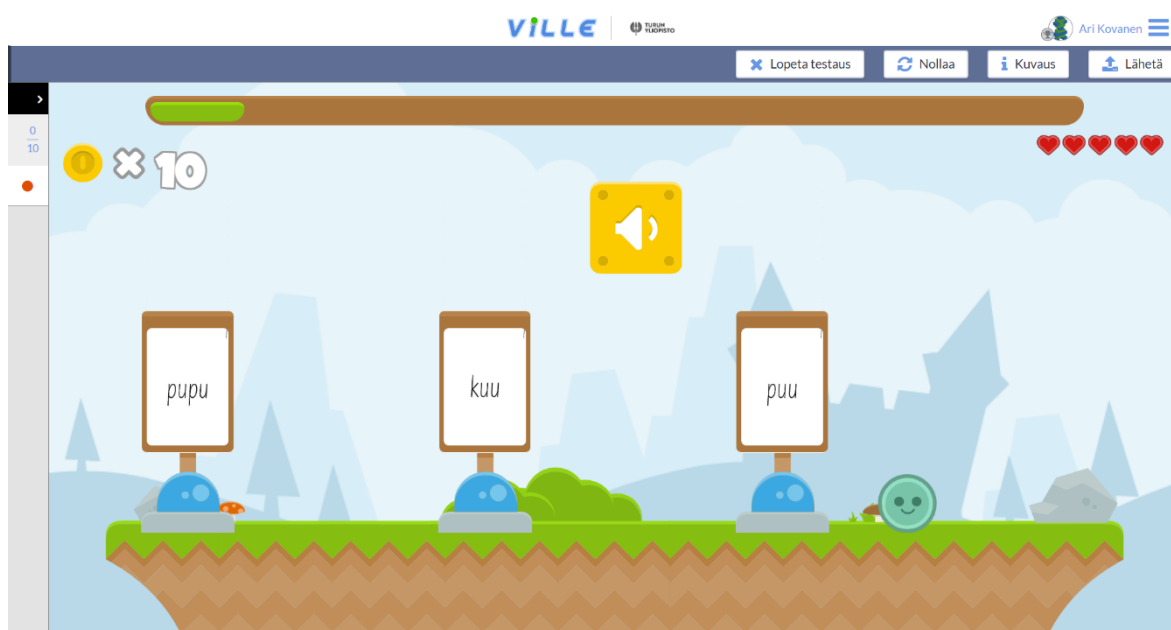 ViLLE
TURUN
YLIOPISTO
Ari Kovanen
Lopeta testaus
Nollaa
Kuvaus
Lähetä
0
10
10
pupu
kuu
puu